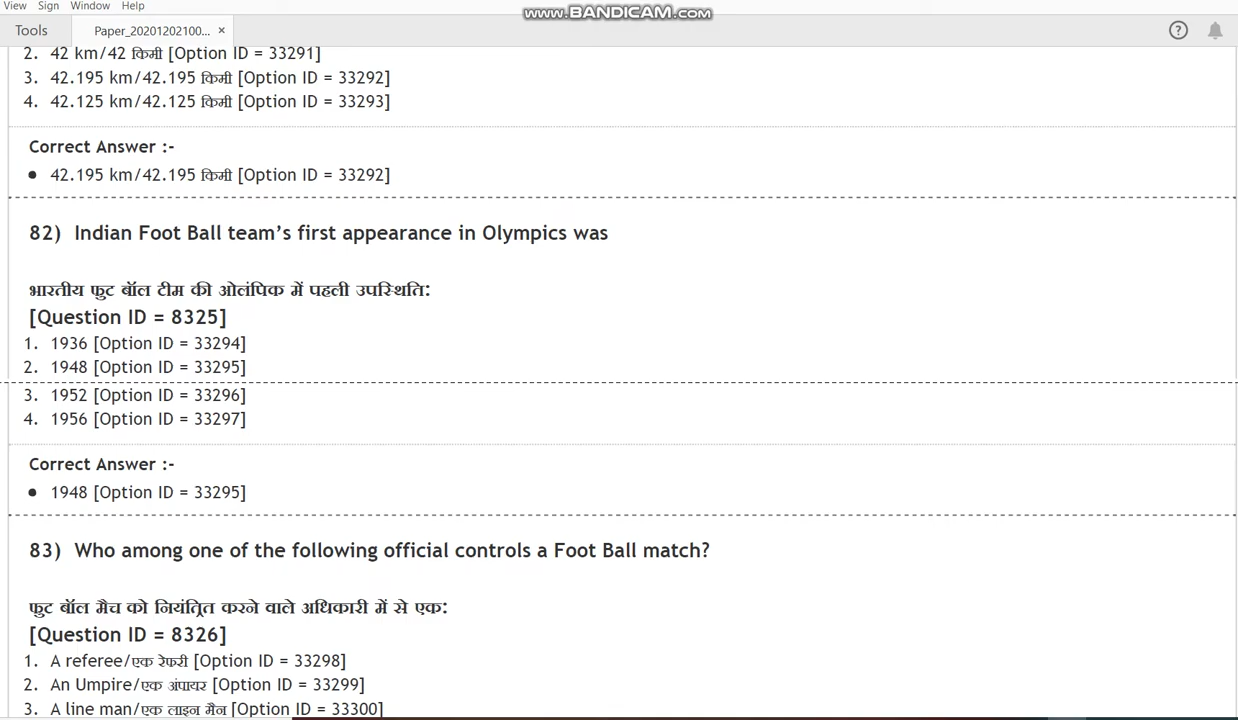 View Sign Window Help
www.BANDICAM.com
Tools Paper_20201202100... ×
2. 42 km/42 किमी [Option ID = 33291]
3. 42.195 km/42.195 किमी [Option ID = 33292]
4. 42.125 km/42.125 किमी [Option ID = 33293]
Correct Answer :-
• 42.195 km/42.195 किमी [Option ID = 33292]
82) Indian Foot Ball team’s first appearance in Olympics was
भारतीय फुट बॉल टीम की ओलंपिक में पहली उपस्थिति:
[Question ID = 8325]
1. 1936 [Option ID = 33294]
2. 1948 [Option ID = 33295]
3. 1952 [Option ID = 33296]
4. 1956 [Option ID = 33297]
Correct Answer :-
• 1948 [Option ID = 33295]
83) Who among one of the following official controls a Foot Ball match?
फुट बॉल मैच को नियंत्रित करने वाले अधिकारी में से एक:
[Question ID = 8326]
1. A referee/एक रेफरी [Option ID = 33298]
2. An Umpire/एक अंपायर [Option ID = 33299]
3. A line man/एक लाइन मैन [Option ID = 33300]